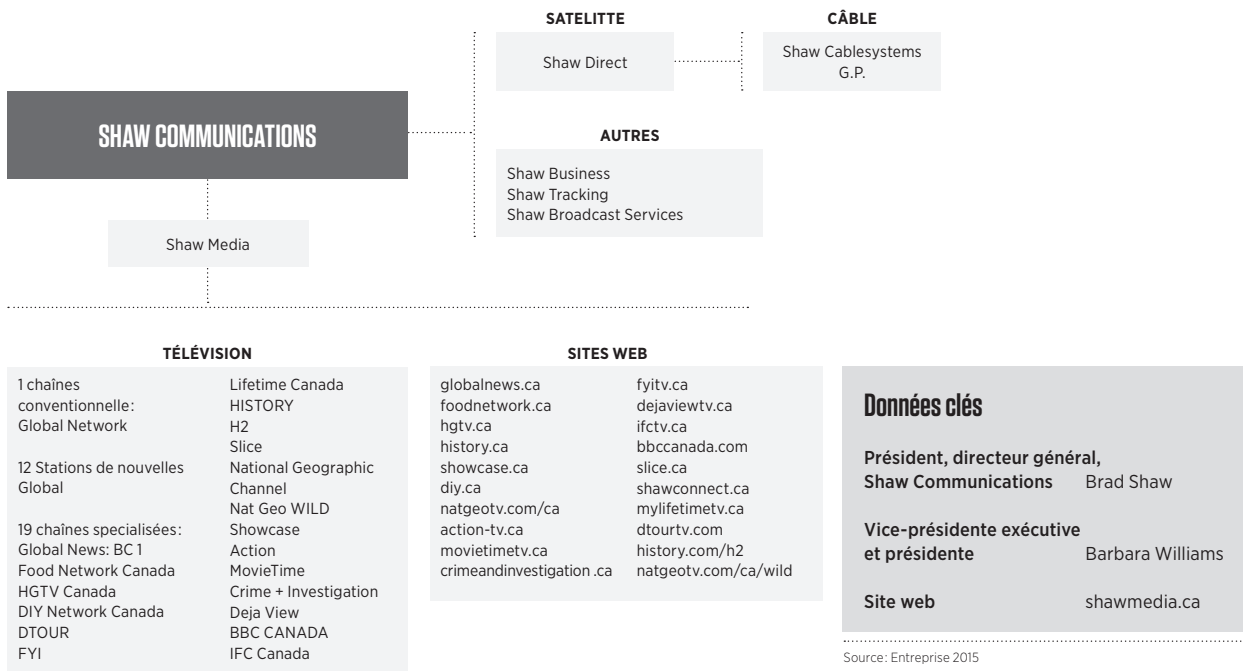 SATELITTE
Shaw Direct
CÂBLE
Shaw Cablesystems
G.P.
SHAW COMMUNICATIONS
AUTRES
Shaw Business
Shaw Tracking
Shaw Broadcast Services
Shaw Media
TÉLÉVISION
1 chaînes
conventionnelle:
Global Network
12 Stations de nouvelles
Global
19 chaînes specialisées:
Global News: BC 1
Food Network Canada
HGTV Canada
DIY Network Canada
DTOUR
FYI
Lifetime Canada
HISTORY
H2
Slice
National Geographic
Channel
Nat Geo WILD
Showcase
Action
MovieTime
Crime + Investigation
Deja View
BBC CANADA
IFC Canada
SITES WEB
globalnews.ca
foodnetwork.ca
hgtv.ca
history.ca
showcase.ca
diy.ca
natgeotv.com/ca
action-tv.ca
movietimetv.ca
crimeandinvestigation .ca
fyitv.ca
dejaviewtv.ca
ifctv.ca
bbccanada.com
slice.ca
shawconnect.ca
mylifetimetv.ca
dtourtv.com
history.com/h2
natgeotv.com/ca/wild
Données clés
Président, directeur général,
Shaw Communications Brad Shaw
Vice-présidente exécutive
et présidente Barbara Williams
Site web shawmedia.ca
Source: Entreprise 2015